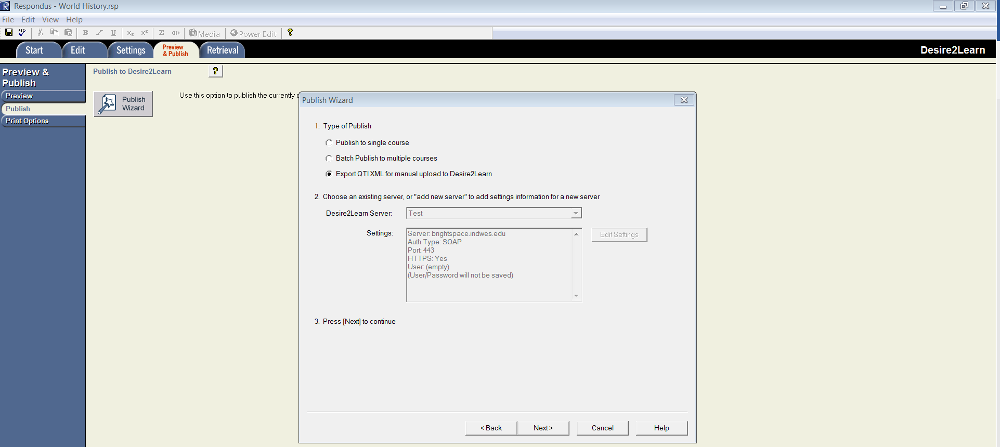 Respondus - World History.rsp
File Edit View Help
ABC B I U X₂ X² Σ <H> Media Power Edit ?
Start Edit Settings Preview & Publish Retrieval Desire2Learn
Preview & Publish
Preview
Publish
Print Options
Publish to Desire2Learn ?
Publish Wizard
Use this option to publish the currently
Publish Wizard
1. Type of Publish
Publish to single course
Batch Publish to multiple courses
Export QTI XML for manual upload to Desire2Learn
2. Choose an existing server, or "add new server" to add settings information for a new server
Desire2Learn Server: Test
Settings:
Server: brightspace.indwes.edu
Auth Type: SOAP
Port: 443
HTTPS: Yes
User: (empty)
(User/Password will not be saved)
Edit Settings
3. Press [Next] to continue
< Back Next > Cancel Help